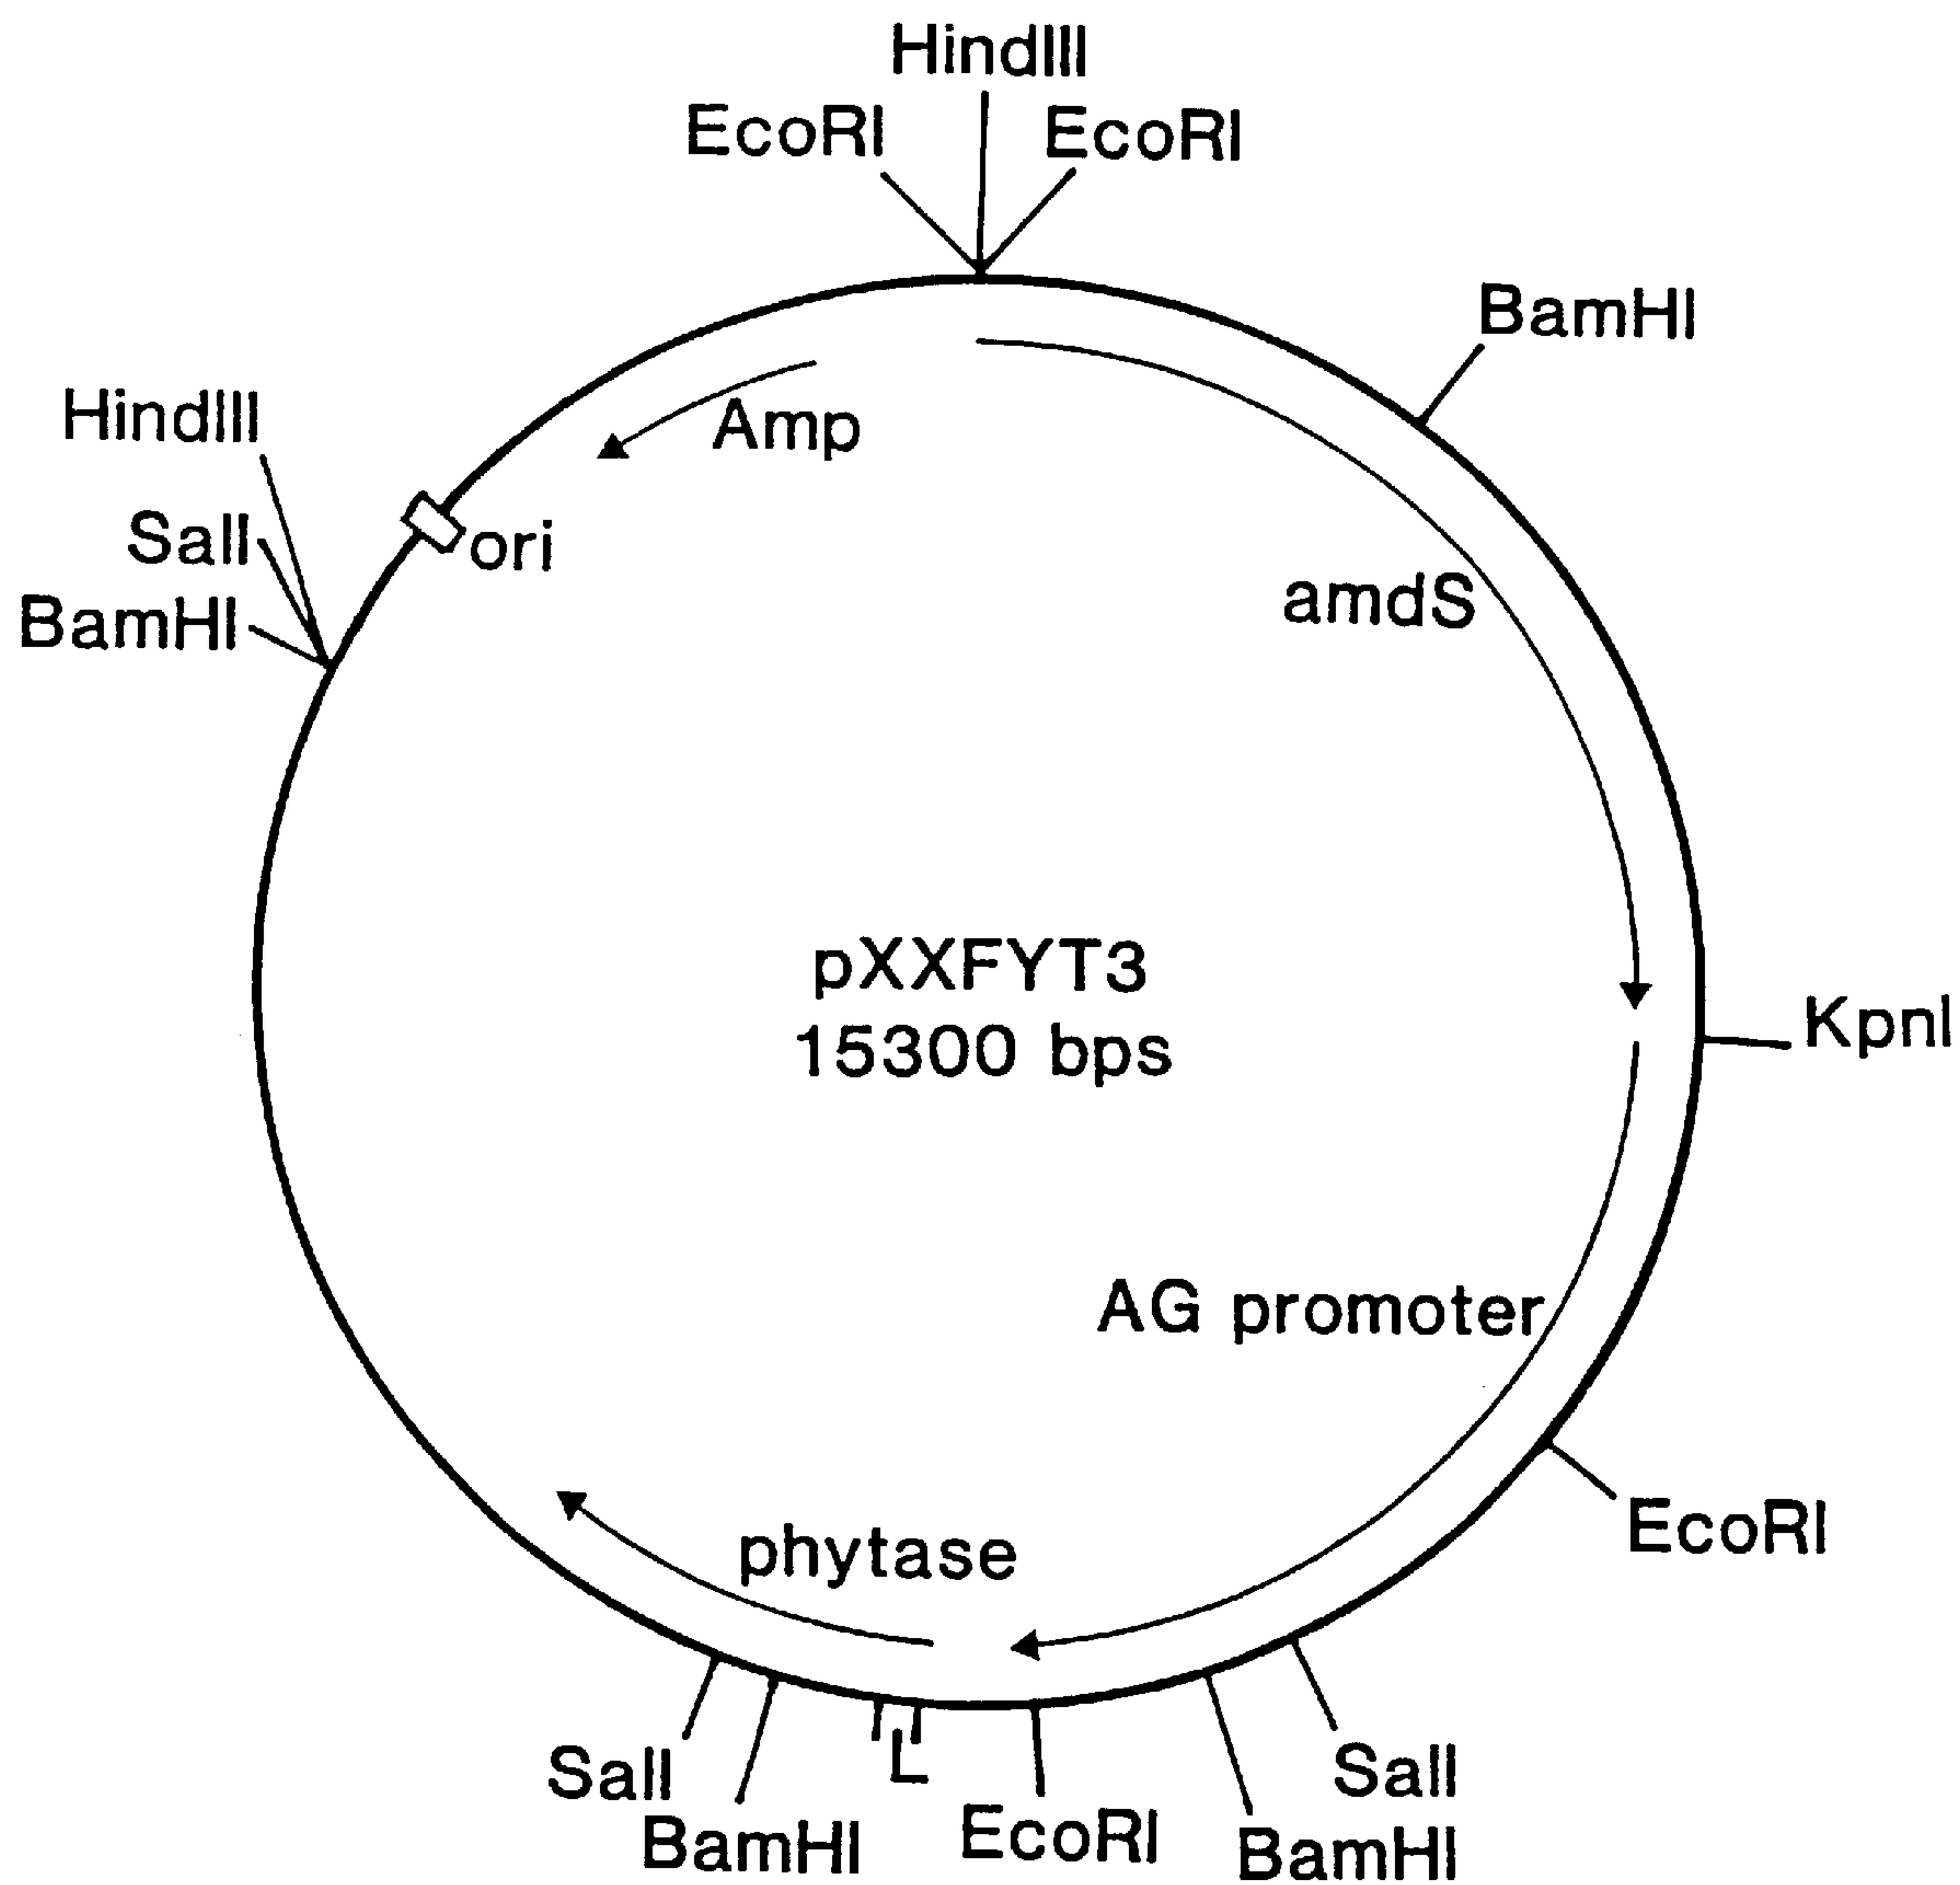 HindIII
EcoRI
EcoRI
BamHI
HindIII
Amp
SalI
ori
amdS
BamHI
pXXFYT3
KpnI
15300 bps
AG promoter
EcoRI
phytase
SalI
L
SalI
BamHI
EcoRI
BamHI